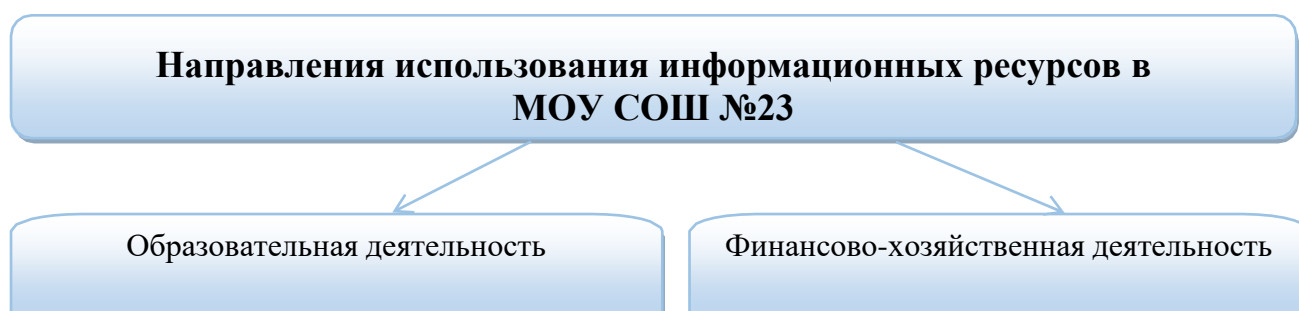 Направления использования информационных ресурсов в
МОУ СОШ №23
Образовательная деятельность
Финансово-хозяйственная деятельность